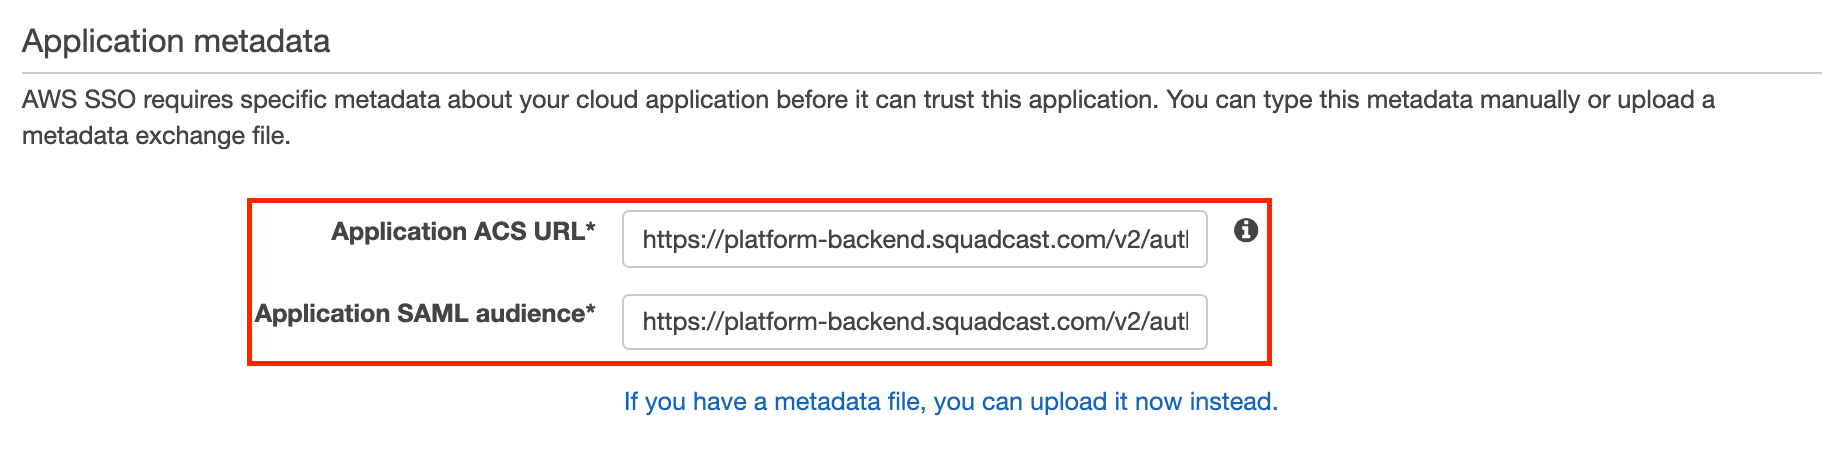 Application metadata
AWS SSO requires specific metadata about your cloud application before it can trust this application. You can type this metadata manually or upload a
metadata exchange file.
Application ACS URL*
https://platform-backend.squadcast.com/v2/aut
Application SAML audience*
https://platform-backend.squadcast.com/v2/aut
If you have a metadata file, you can upload it now instead.